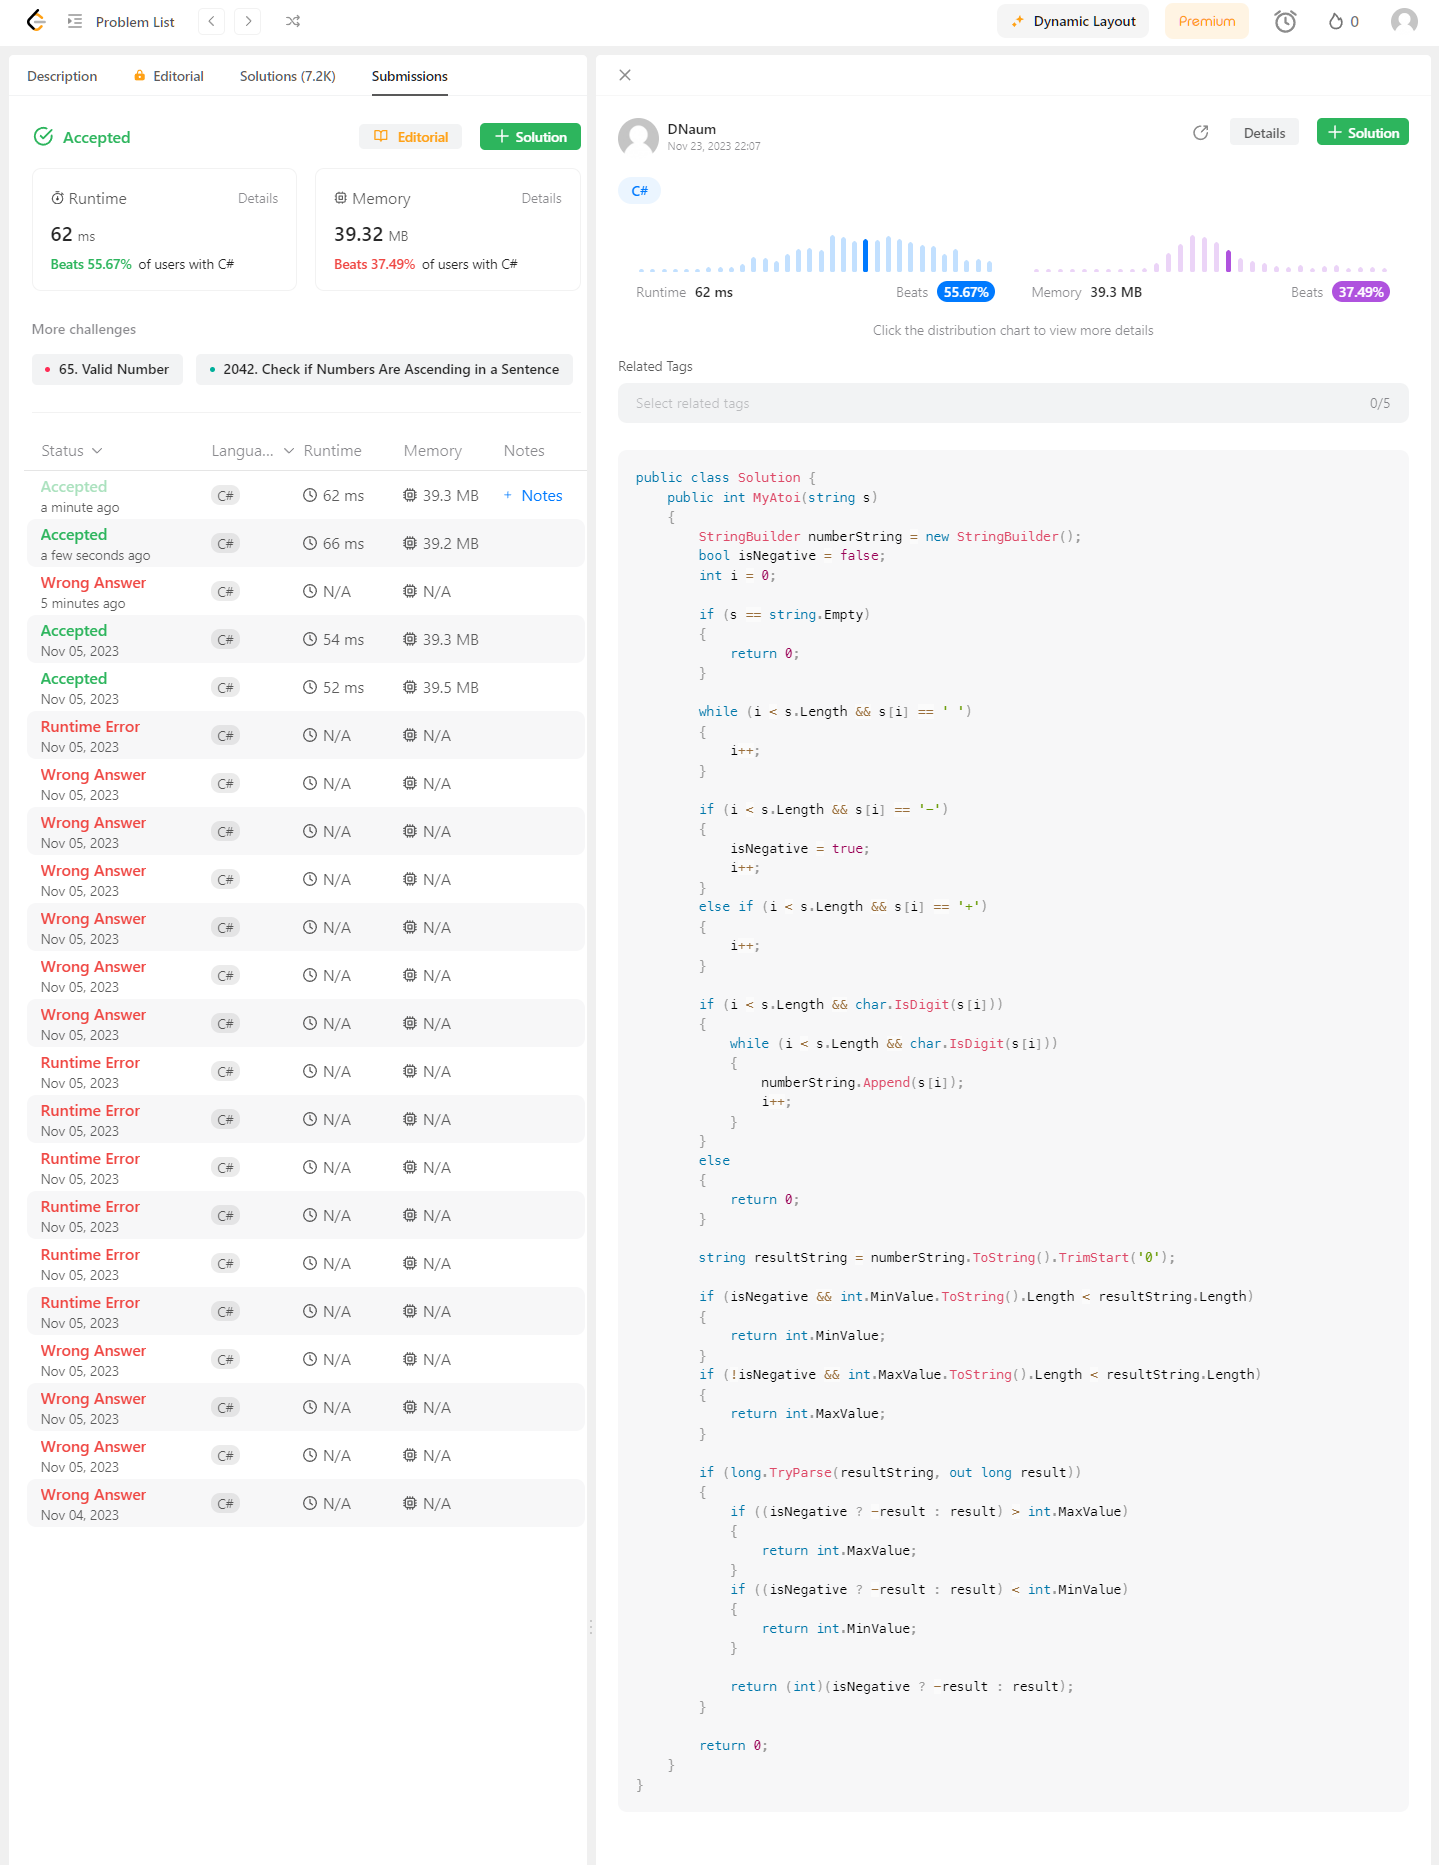 Problem List
Dynamic Layout
Premium
0
Description
Editorial
Solutions (7.2K)
Submissions
Accepted
Editorial
Solution
Runtime
Details
62 ms
Beats 55.67% of users with C#
Memory
Details
39.32 MB
Beats 37.49% of users with C#
More challenges
65. Valid Number
2042. Check if Numbers Are Ascending in a Sentence
Status Langua... Runtime Memory Notes
Accepted
a minute ago
C# 62 ms 39.3 MB + Notes
Accepted
a few seconds ago
C# 66 ms 39.2 MB
Wrong Answer
5 minutes ago
C# N/A N/A
Accepted
Nov 05, 2023
C# 54 ms 39.3 MB
Accepted
Nov 05, 2023
C# 52 ms 39.5 MB
Runtime Error
Nov 05, 2023
C# N/A N/A
Wrong Answer
Nov 05, 2023
C# N/A N/A
Wrong Answer
Nov 05, 2023
C# N/A N/A
Wrong Answer
Nov 05, 2023
C# N/A N/A
Wrong Answer
Nov 05, 2023
C# N/A N/A
Wrong Answer
Nov 05, 2023
C# N/A N/A
Wrong Answer
Nov 05, 2023
C# N/A N/A
Runtime Error
Nov 05, 2023
C# N/A N/A
Runtime Error
Nov 05, 2023
C# N/A N/A
Runtime Error
Nov 05, 2023
C# N/A N/A
Runtime Error
Nov 05, 2023
C# N/A N/A
Runtime Error
Nov 05, 2023
C# N/A N/A
Runtime Error
Nov 05, 2023
C# N/A N/A
Wrong Answer
Nov 05, 2023
C# N/A N/A
Wrong Answer
Nov 05, 2023
C# N/A N/A
Wrong Answer
Nov 05, 2023
C# N/A N/A
Wrong Answer
Nov 04, 2023
C# N/A N/A
DNaum
Nov 23, 2023 22:07
Details
Solution
C#
Runtime 62 ms Beats 55.67%
Memory 39.3 MB Beats 37.49%
Click the distribution chart to view more details
Related Tags
Select related tags 0/5
public class Solution {
    public int MyAtoi(string s)
    {
        StringBuilder numberString = new StringBuilder();
        bool isNegative = false;
        int i = 0;

        if (s == string.Empty)
        {
            return 0;
        }

        while (i < s.Length && s[i] == ' ')
        {
            i++;
        }

        if (i < s.Length && s[i] == '-')
        {
            isNegative = true;
            i++;
        }
        else if (i < s.Length && s[i] == '+')
        {
            i++;
        }

        if (i < s.Length && char.IsDigit(s[i]))
        {
            while (i < s.Length && char.IsDigit(s[i]))
            {
                numberString.Append(s[i]);
                i++;
            }
        }
        else
        {
            return 0;
        }

        string resultString = numberString.ToString().TrimStart('0');

        if (isNegative && int.MinValue.ToString().Length < resultString.Length)
        {
            return int.MinValue;
        }
        if (!isNegative && int.MaxValue.ToString().Length < resultString.Length)
        {
            return int.MaxValue;
        }

        if (long.TryParse(resultString, out long result))
        {
            if ((isNegative ? -result : result) > int.MaxValue)
            {
                return int.MaxValue;
            }
            if ((isNegative ? -result : result) < int.MinValue)
            {
                return int.MinValue;
            }

            return (int)(isNegative ? -result : result);
        }

        return 0;
    }
}